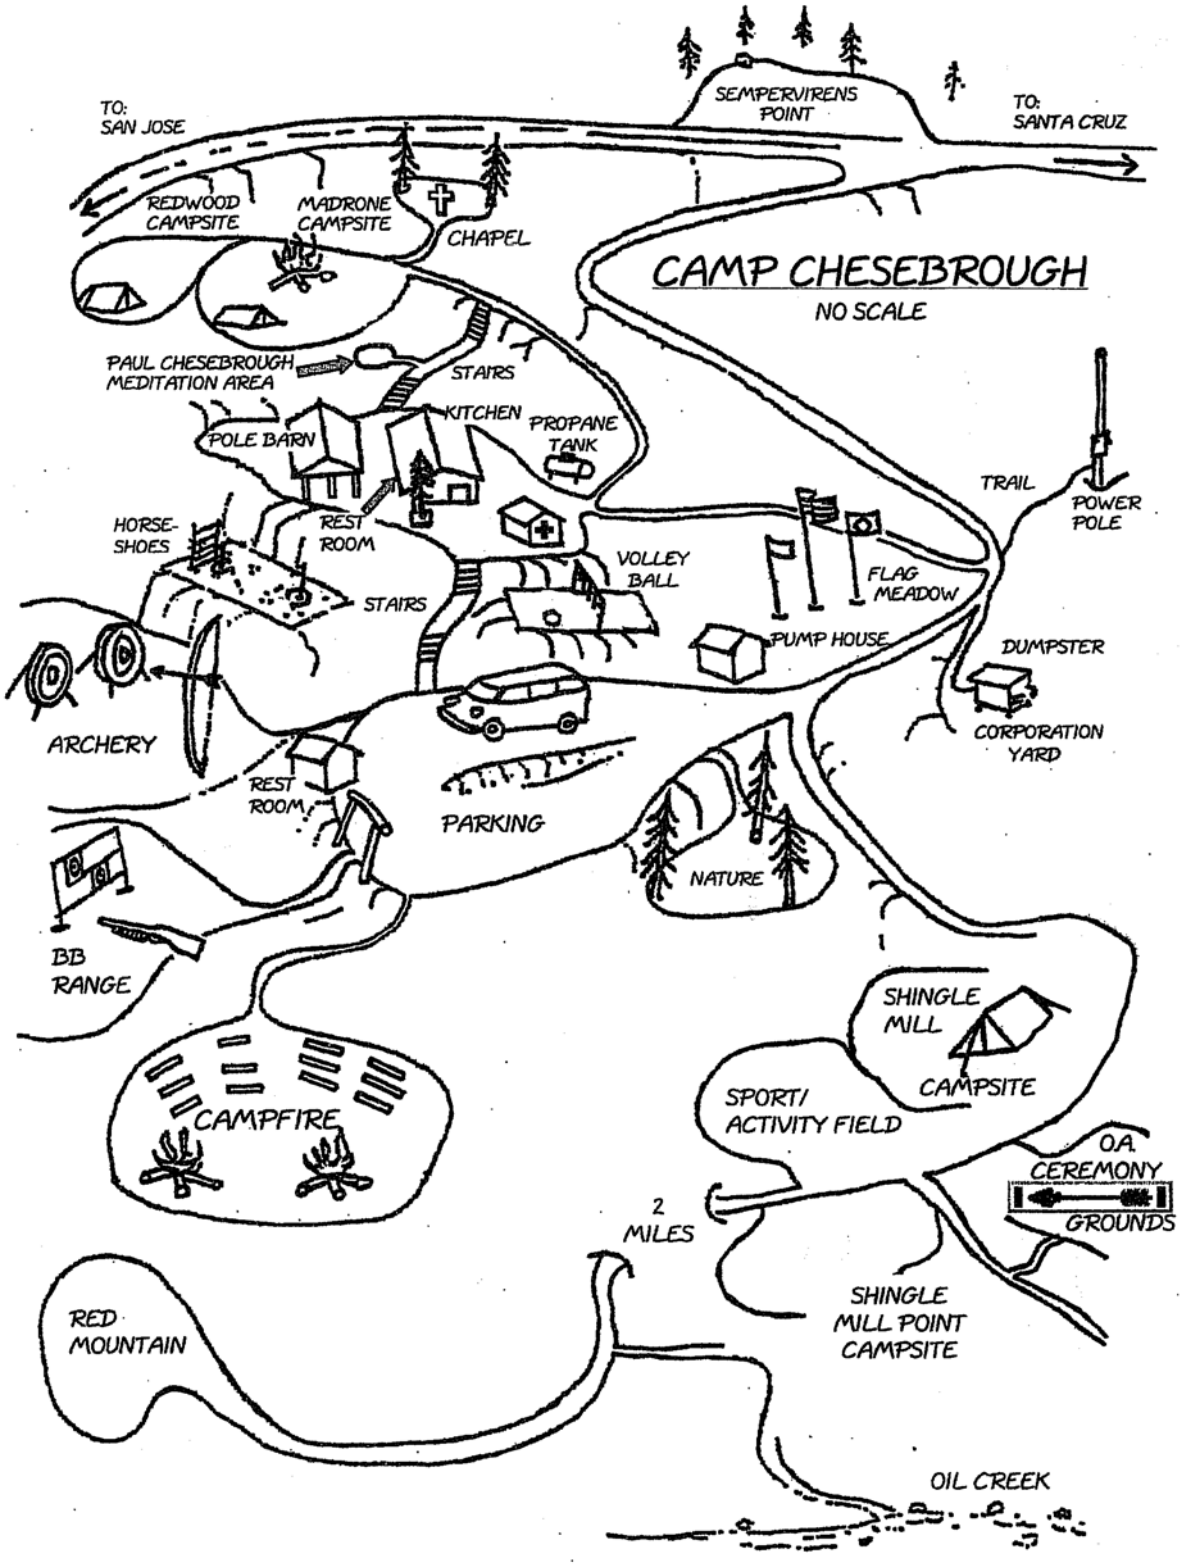 SEMPERVIRENS
POINT
TO:
SAN JOSE
TO:
SANTA CRUZ
REDWOOD
CAMPSITE
MADRONE
CAMPSITE
CHAPEL
CAMP CHESEBROUGH
NO SCALE
PAUL CHESEBROUGH
MEDITATION AREA
STAIRS
KITCHEN
PROPANE
TANK
POLE BARN
TRAIL
POWER
POLE
HORSE-
SHOES
REST
ROOM
VOLLEY
BALL
FLAG
MEADOW
STAIRS
PUMP HOUSE
DUMPSTER
CORPORATION
YARD
ARCHERY
REST
ROOM
PARKING
NATURE
BB
RANGE
SHINGLE
MILL
CAMPSITE
SPORT/
ACTIVITY FIELD
CAMPFIRE
O.A.
CEREMONY
GROUNDS
2
MILES
SHINGLE
MILL POINT
CAMPSITE
RED
MOUNTAIN
OIL CREEK